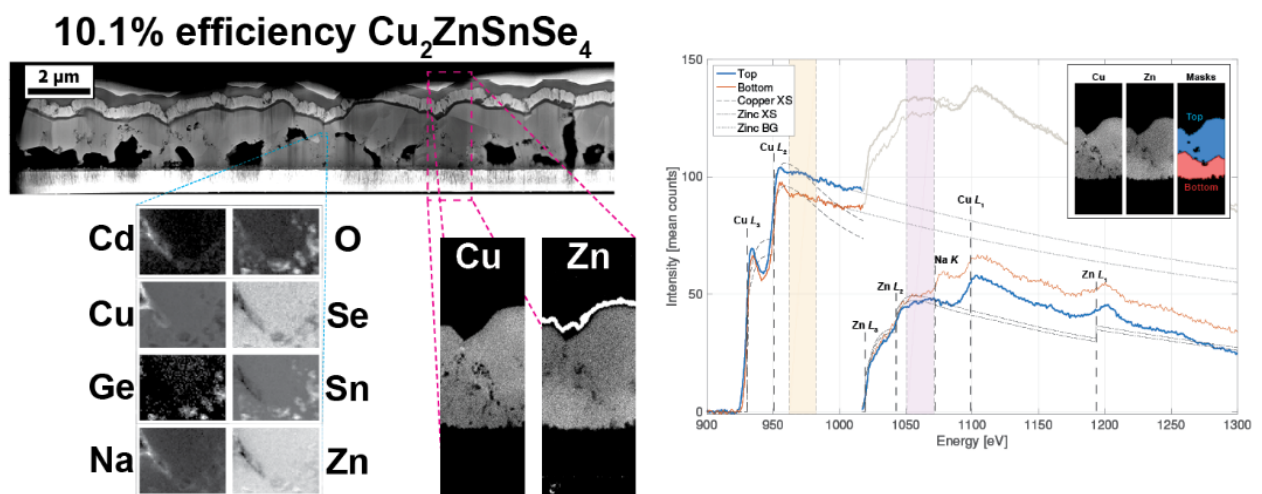 10.1% efficiency Cu2ZnSnSe4
2 μm
Cd
O
Cu
Se
Ge
Sn
Na
Zn
Cu
Zn
150
100
50
0
Intensity [mean counts]
Top
Bottom
Copper XS
Zinc XS
Zinc BG
Cu L3
Cu L2
Zn L3
Zn L2
Na K
Cu L1
Zn L1
Cu
Zn
Masks
Top
Bottom
900
950
1000
1050
1100
1150
1200
1250
1300
Energy [eV]